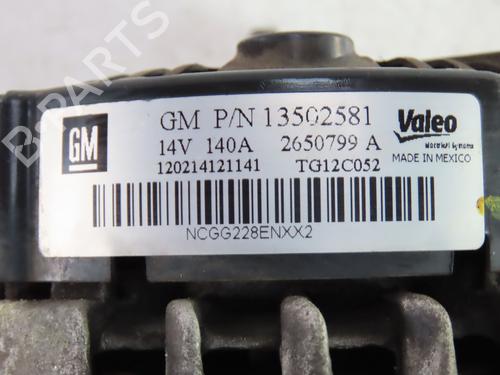 GM
GM P/N 13502581
14V 140A 2650799 A
120214121141 TG12C052
NCGG228ENXX2
Valeo
MADE IN MEXICO
B-PARTS